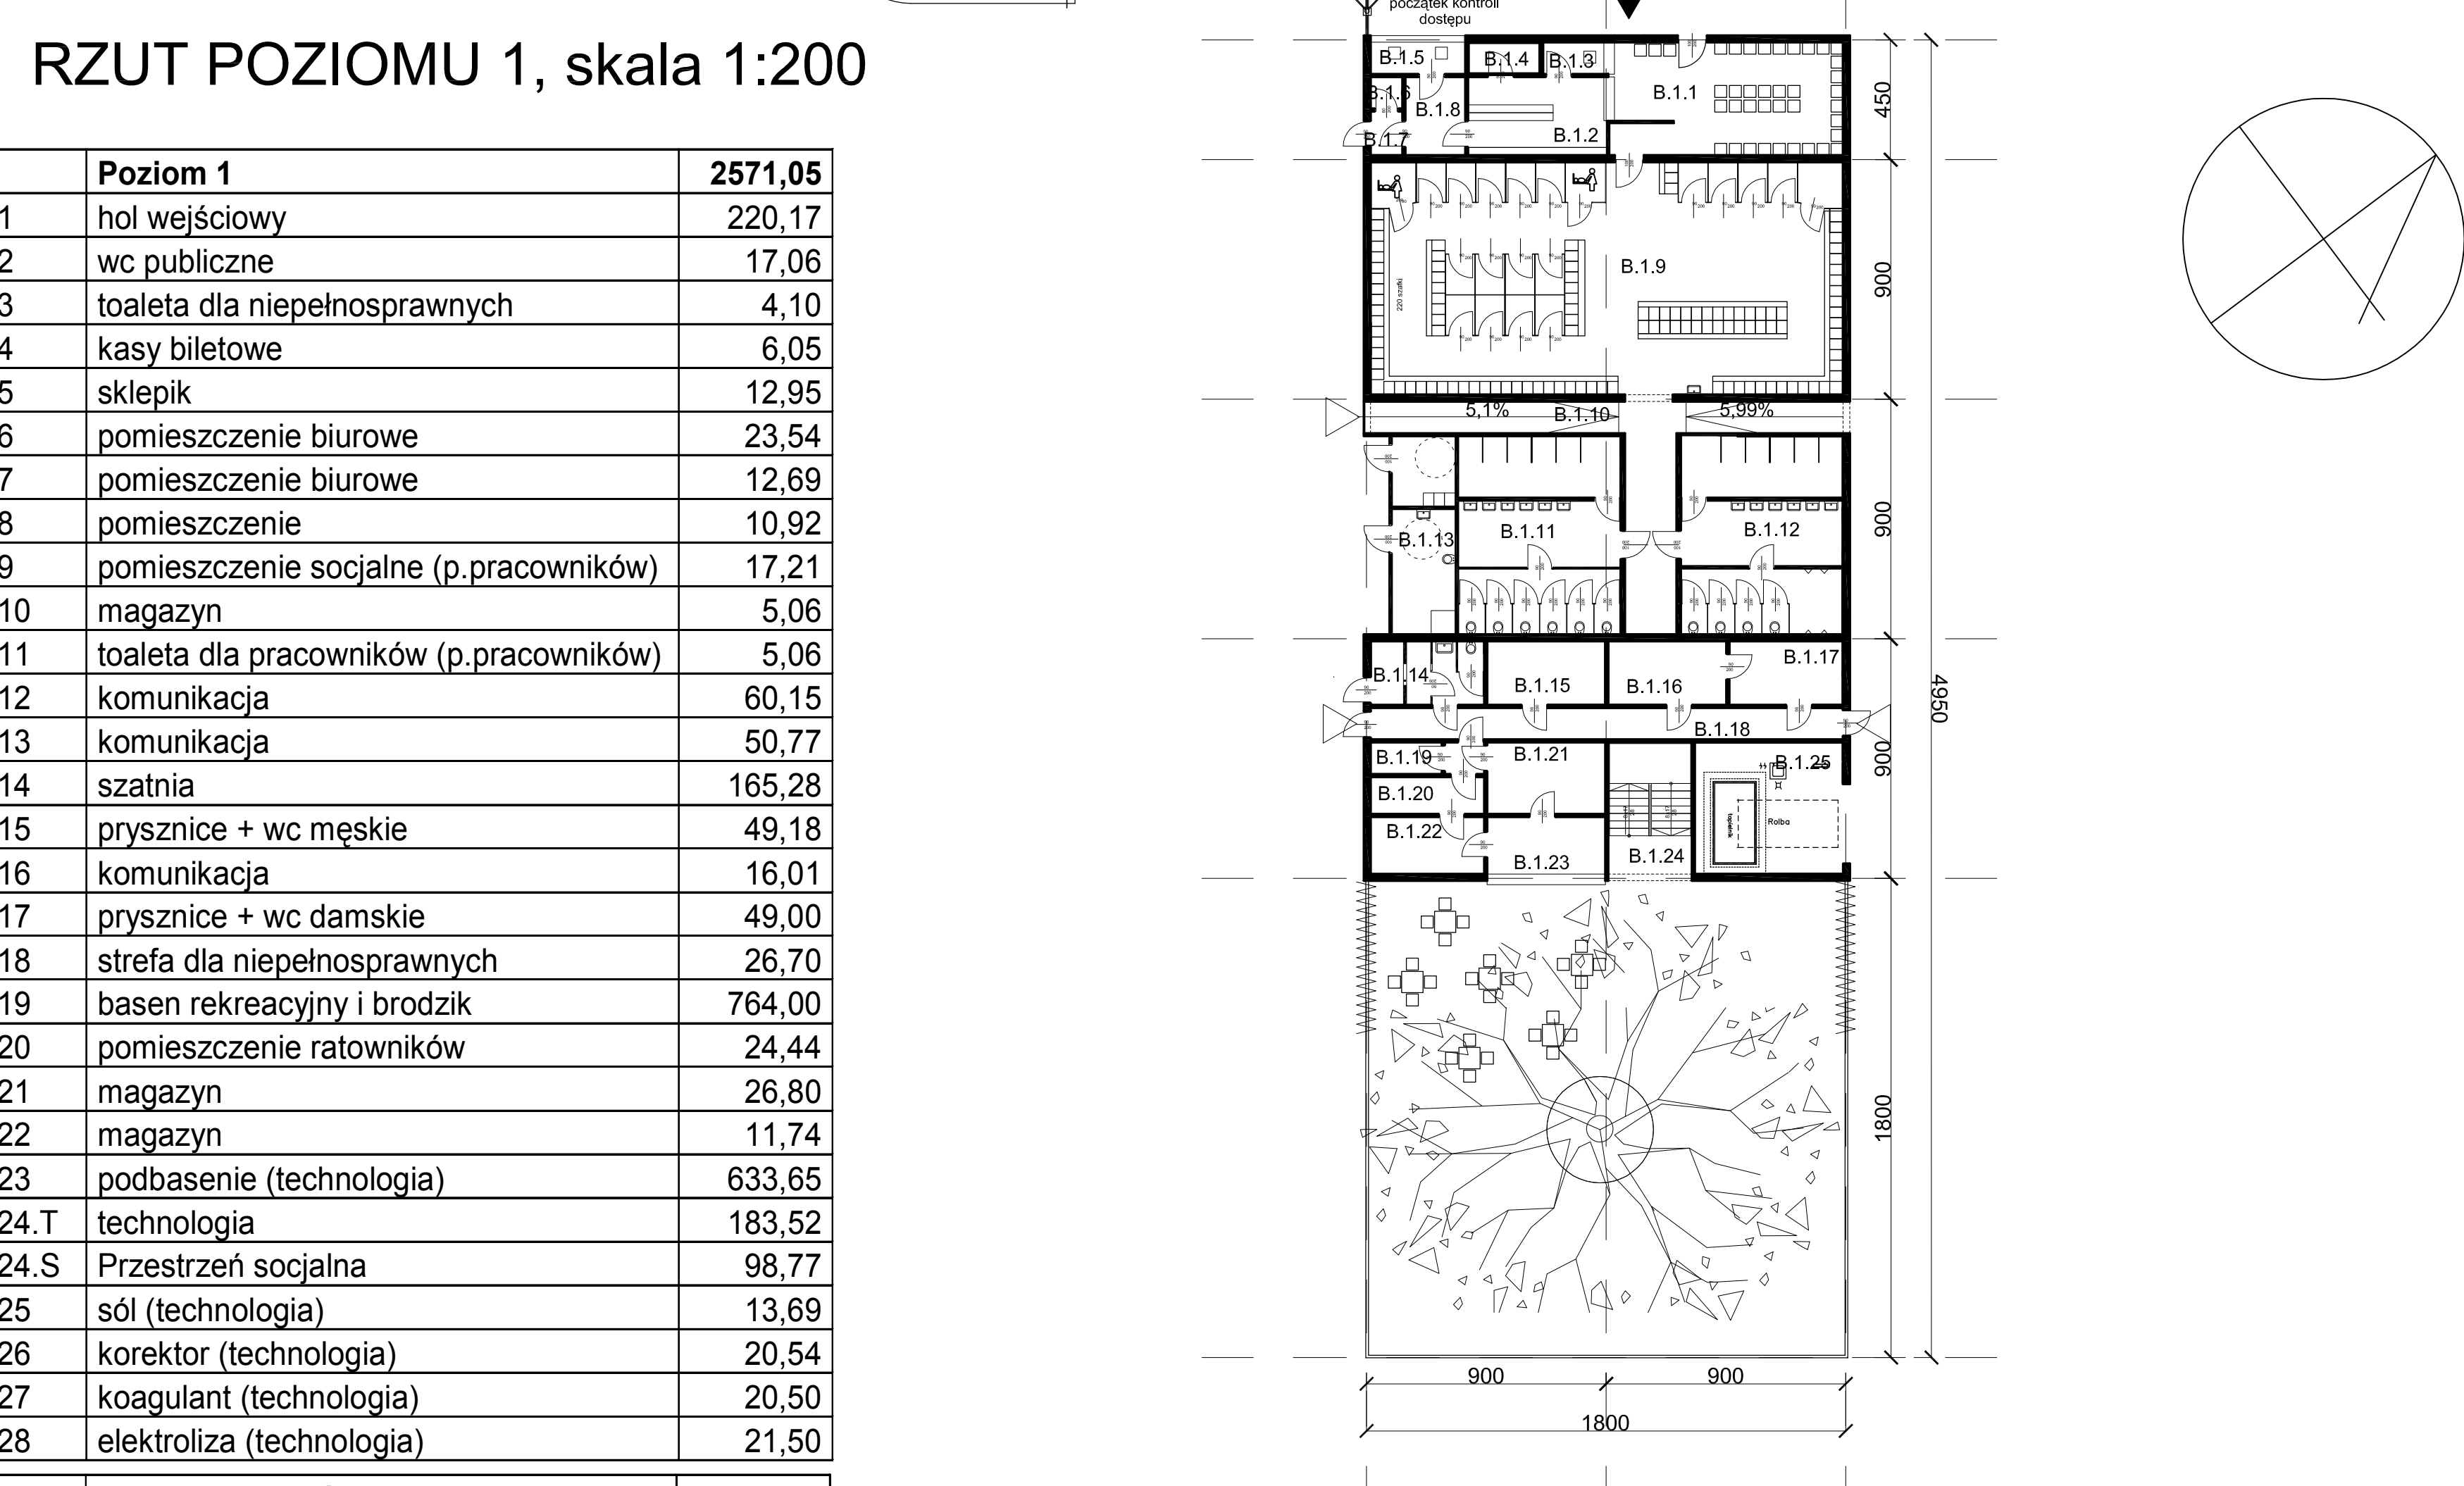 RZUT POZIOMU 1, skala 1:200
Poziom 1 2571,05
1 hol wejściowy 220,17
2 wc publiczne 17,06
3 toaleta dla niepełnosprawnych 4,10
4 kasy biletowe 6,05
5 sklepik 12,95
6 pomieszczenie biurowe 23,54
7 pomieszczenie biurowe 12,69
8 pomieszczenie 10,92
9 pomieszczenie socjalne (p.pracowników) 17,21
10 magazyn 5,06
11 toaleta dla pracowników (p.pracowników) 5,06
12 komunikacja 60,15
13 komunikacja 50,77
14 szatnia 165,28
15 prysznice + wc męskie 49,18
16 komunikacja 16,01
17 prysznice + wc damskie 49,00
18 strefa dla niepełnosprawnych 26,70
19 basen rekreacyjny i brodzik 764,00
20 pomieszczenie ratowników 24,44
21 magazyn 26,80
22 magazyn 11,74
23 podbasenie (technologia) 633,65
24.T technologia 183,52
24.S Przestrzeń socjalna 98,77
25 sól (technologia) 13,69
26 korektor (technologia) 20,54
27 koagulant (technologia) 20,50
28 elektroliza (technologia) 21,50
początek kontroli
dostępu
B.1.5
B.1.4
B.1.3
B.1.6
B.1.8
B.1.1
B.1.7
B.1.2
450
B.1.9
220 szafki
900
5,1%
B.1.10
5,99%
B.1.11
B.1.12
B.1.13
900
B.1.14
B.1.15
B.1.16
B.1.17
B.1.18
B.1.19
B.1.21
B.1.25
B.1.20
B.1.22
B.1.23
B.1.24
Rolba
900
4950
1800
900 900
1800